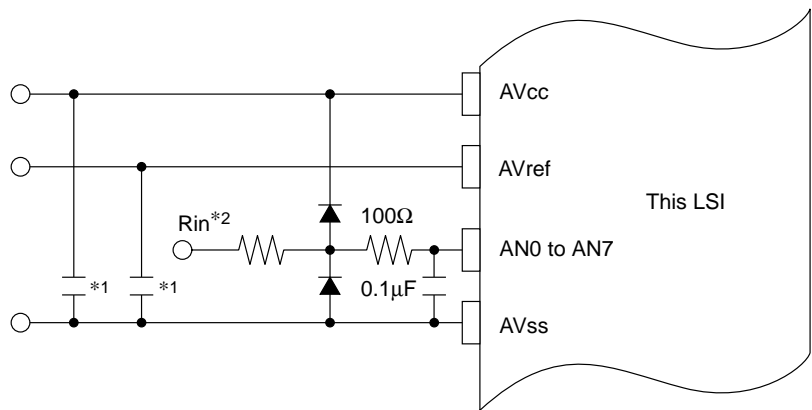 AVcc
AVref
This LSI
Rin*2
100Ω
AN0 to AN7
*1
*1
0.1μF
AVss